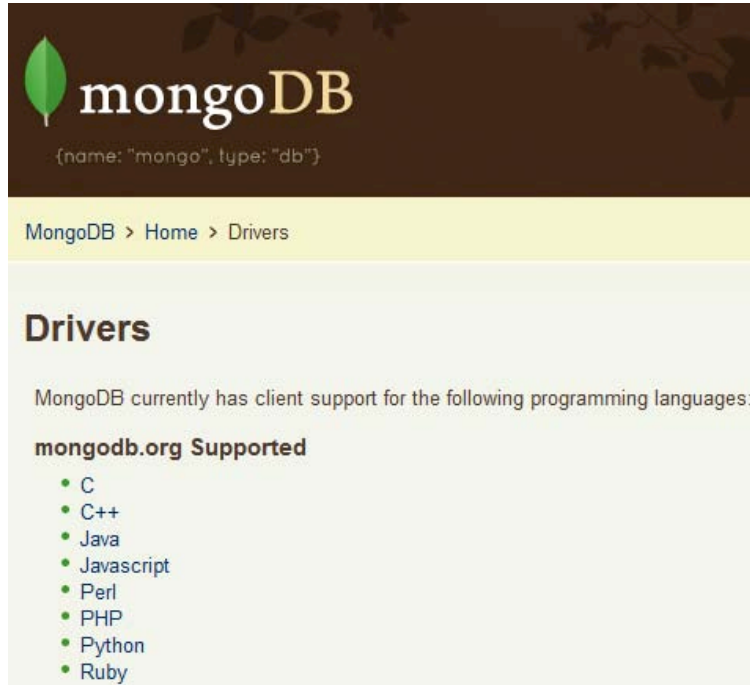 mongoDB
{name: "mongo", type: "db"}
MongoDB > Home > Drivers
Drivers
MongoDB currently has client support for the following programming languages:
mongodb.org Supported
• C
• C++
• Java
• Javascript
• Perl
• PHP
• Python
• Ruby